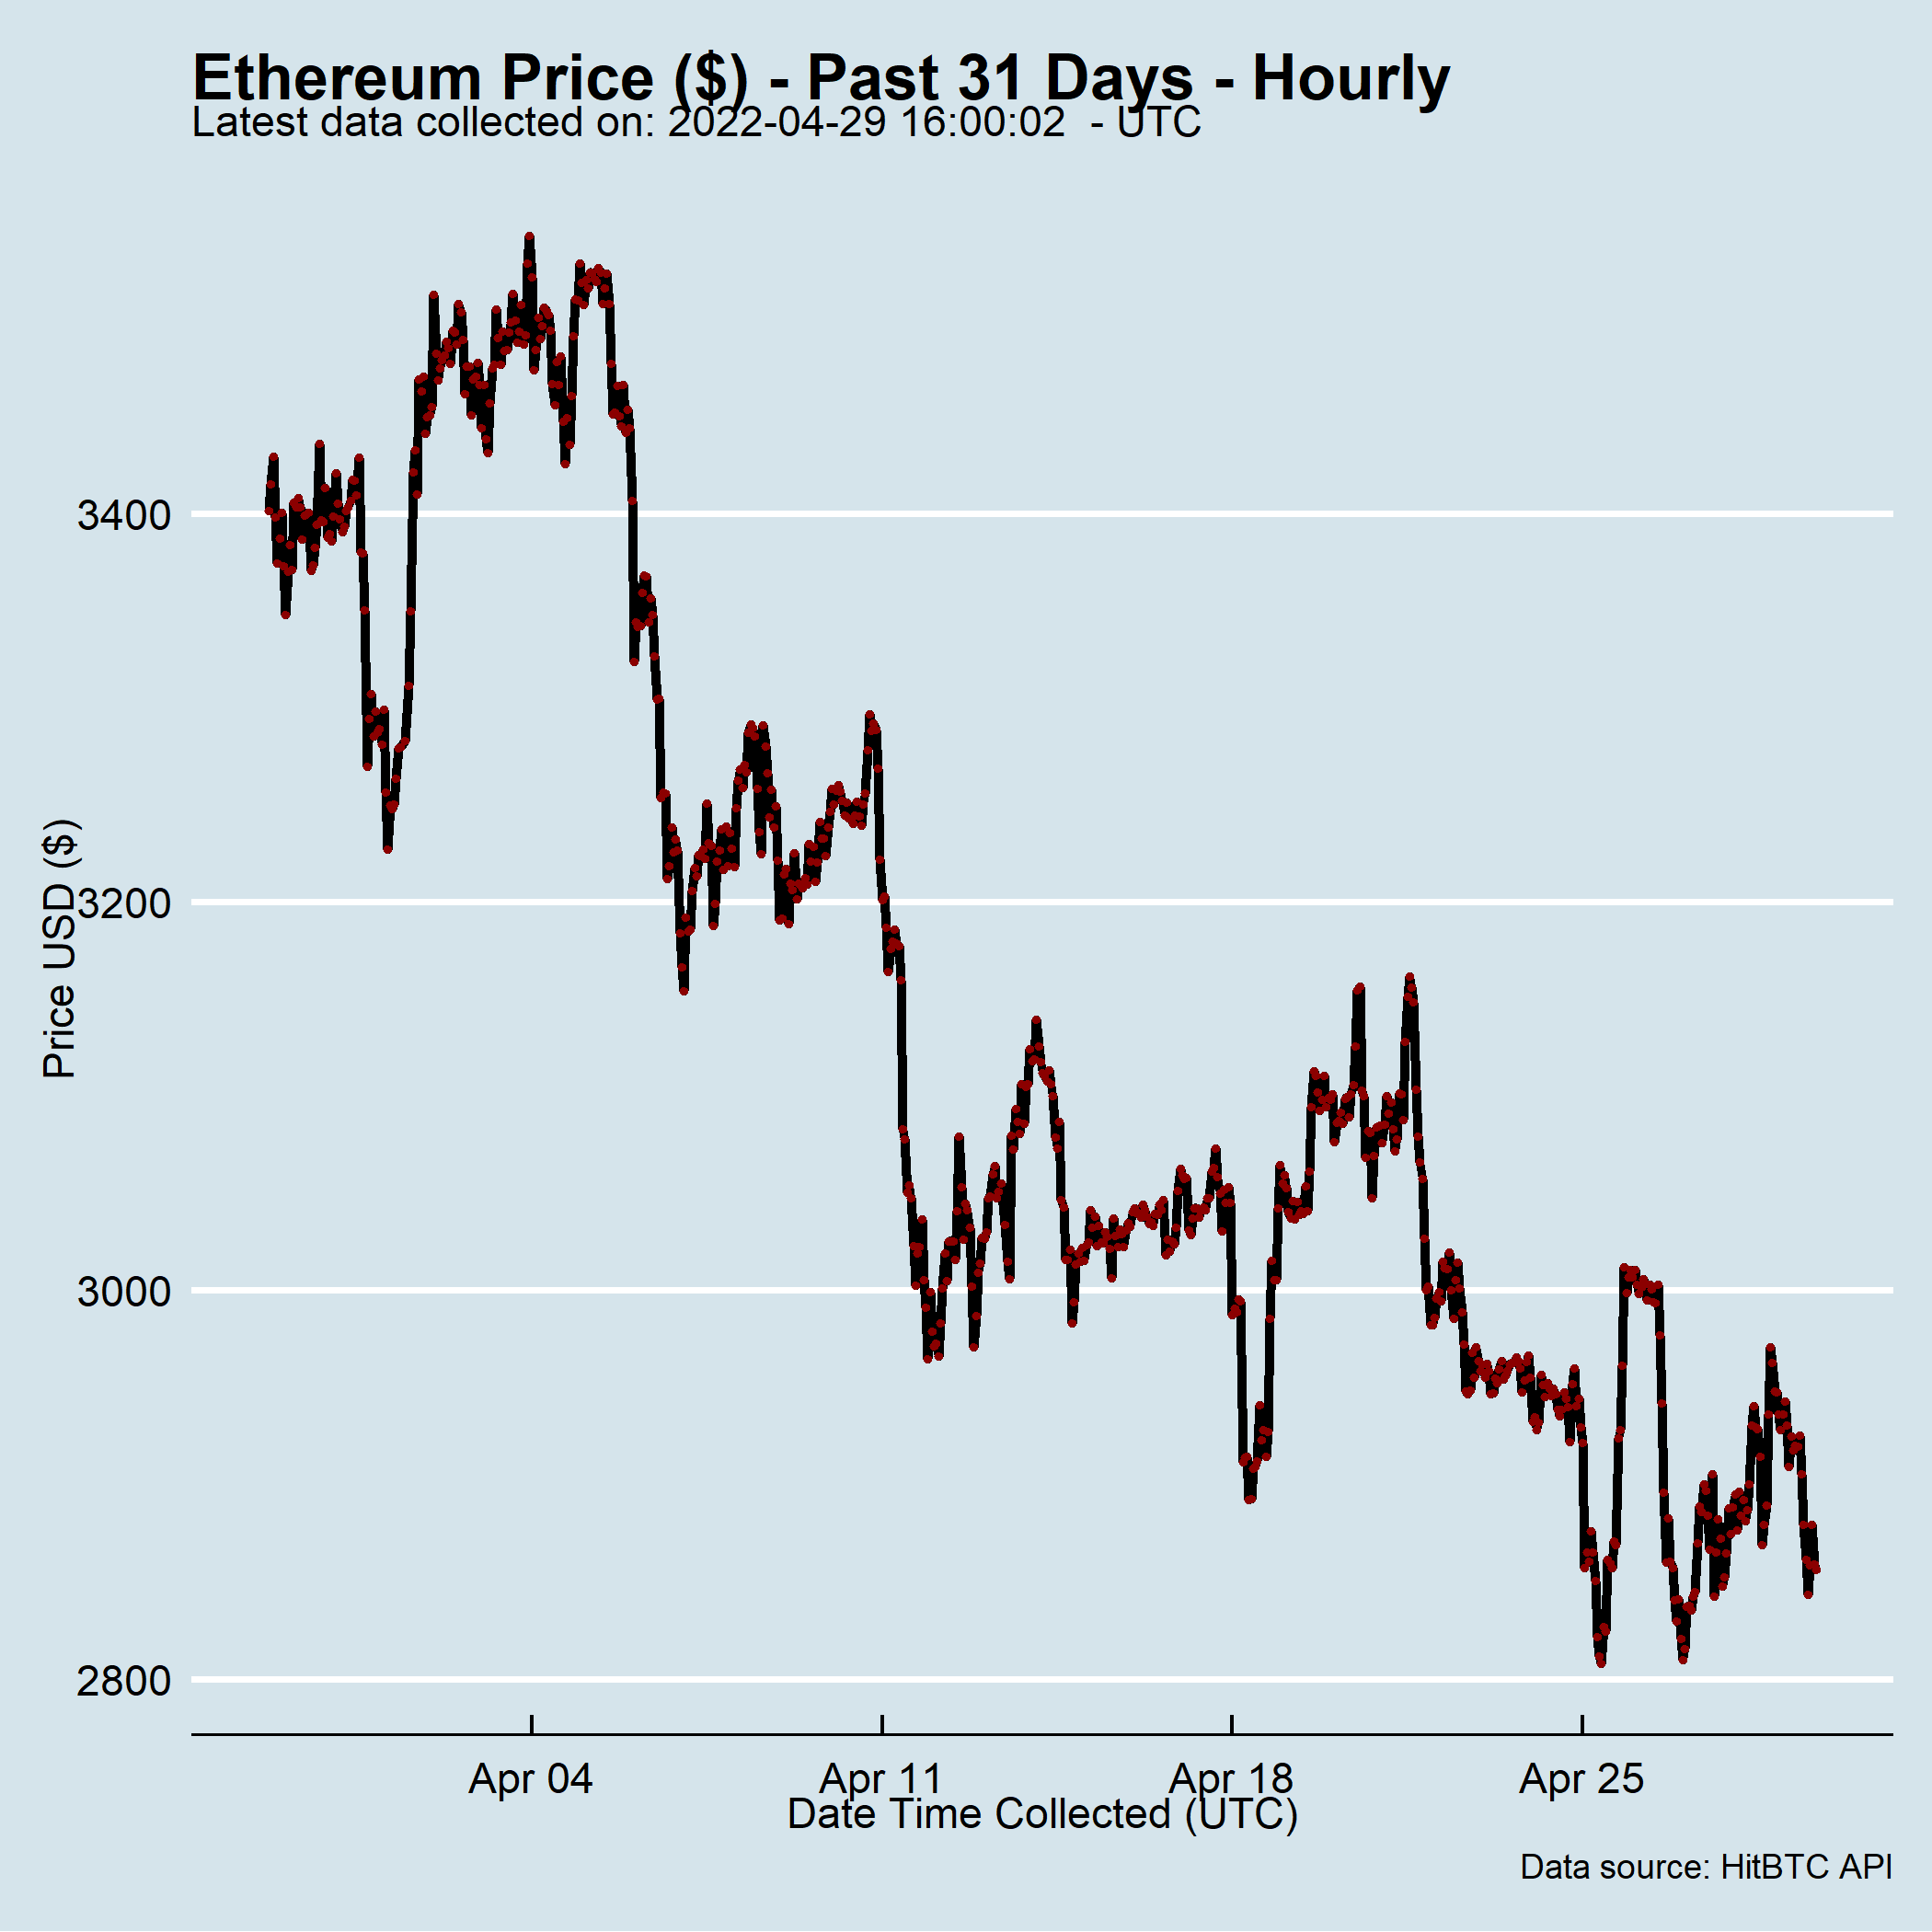 Ethereum Price ($) - Past 31 Days - Hourly
Latest data collected on: 2022-04-29 16:00:02  - UTC
Price USD ($)
3400
3200
3000
2800
Apr 04
Apr 11
Apr 18
Apr 25
Date Time Collected (UTC)
Data source: HitBTC API